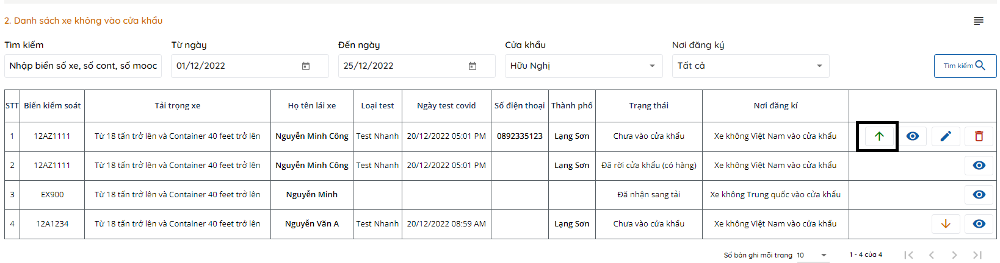 2. Danh sách xe không vào cửa khẩu
Tìm kiếm Từ ngày Đến ngày Cửa khẩu Nơi đăng ký
Nhập biển số xe, số cont, số mooc 01/12/2022 25/12/2022 Hữu Nghị Tất cả Tìm kiếm
STT Biển kiểm soát Tải trọng xe Họ tên lái xe Loại test Ngày test covid Số điện thoại Thành phố Trạng thái Nơi đăng kí
1 12AZ1111 Từ 18 tấn trở lên và Container 40 feet trở lên Nguyễn Minh Công Test Nhanh 20/12/2022 05:01 PM 0892335123 Lạng Sơn Chưa vào cửa khẩu Xe không Việt Nam vào cửa khẩu
2 12AZ1111 Từ 18 tấn trở lên và Container 40 feet trở lên Nguyễn Minh Công Test Nhanh 20/12/2022 05:01 PM Lạng Sơn Đã rời cửa khẩu (có hàng) Xe không Việt Nam vào cửa khẩu
3 EX900 Từ 18 tấn trở lên và Container 40 feet trở lên Nguyễn Minh Đã nhận sang tải Xe không Trung quốc vào cửa khẩu
4 12A1234 Từ 18 tấn trở lên và Container 40 feet trở lên Nguyễn Văn A Test Nhanh 20/12/2022 08:59 AM Lạng Sơn Chưa vào cửa khẩu Xe không Việt Nam vào cửa khẩu
Số bản ghi mỗi trang 10 1 - 4 của 4